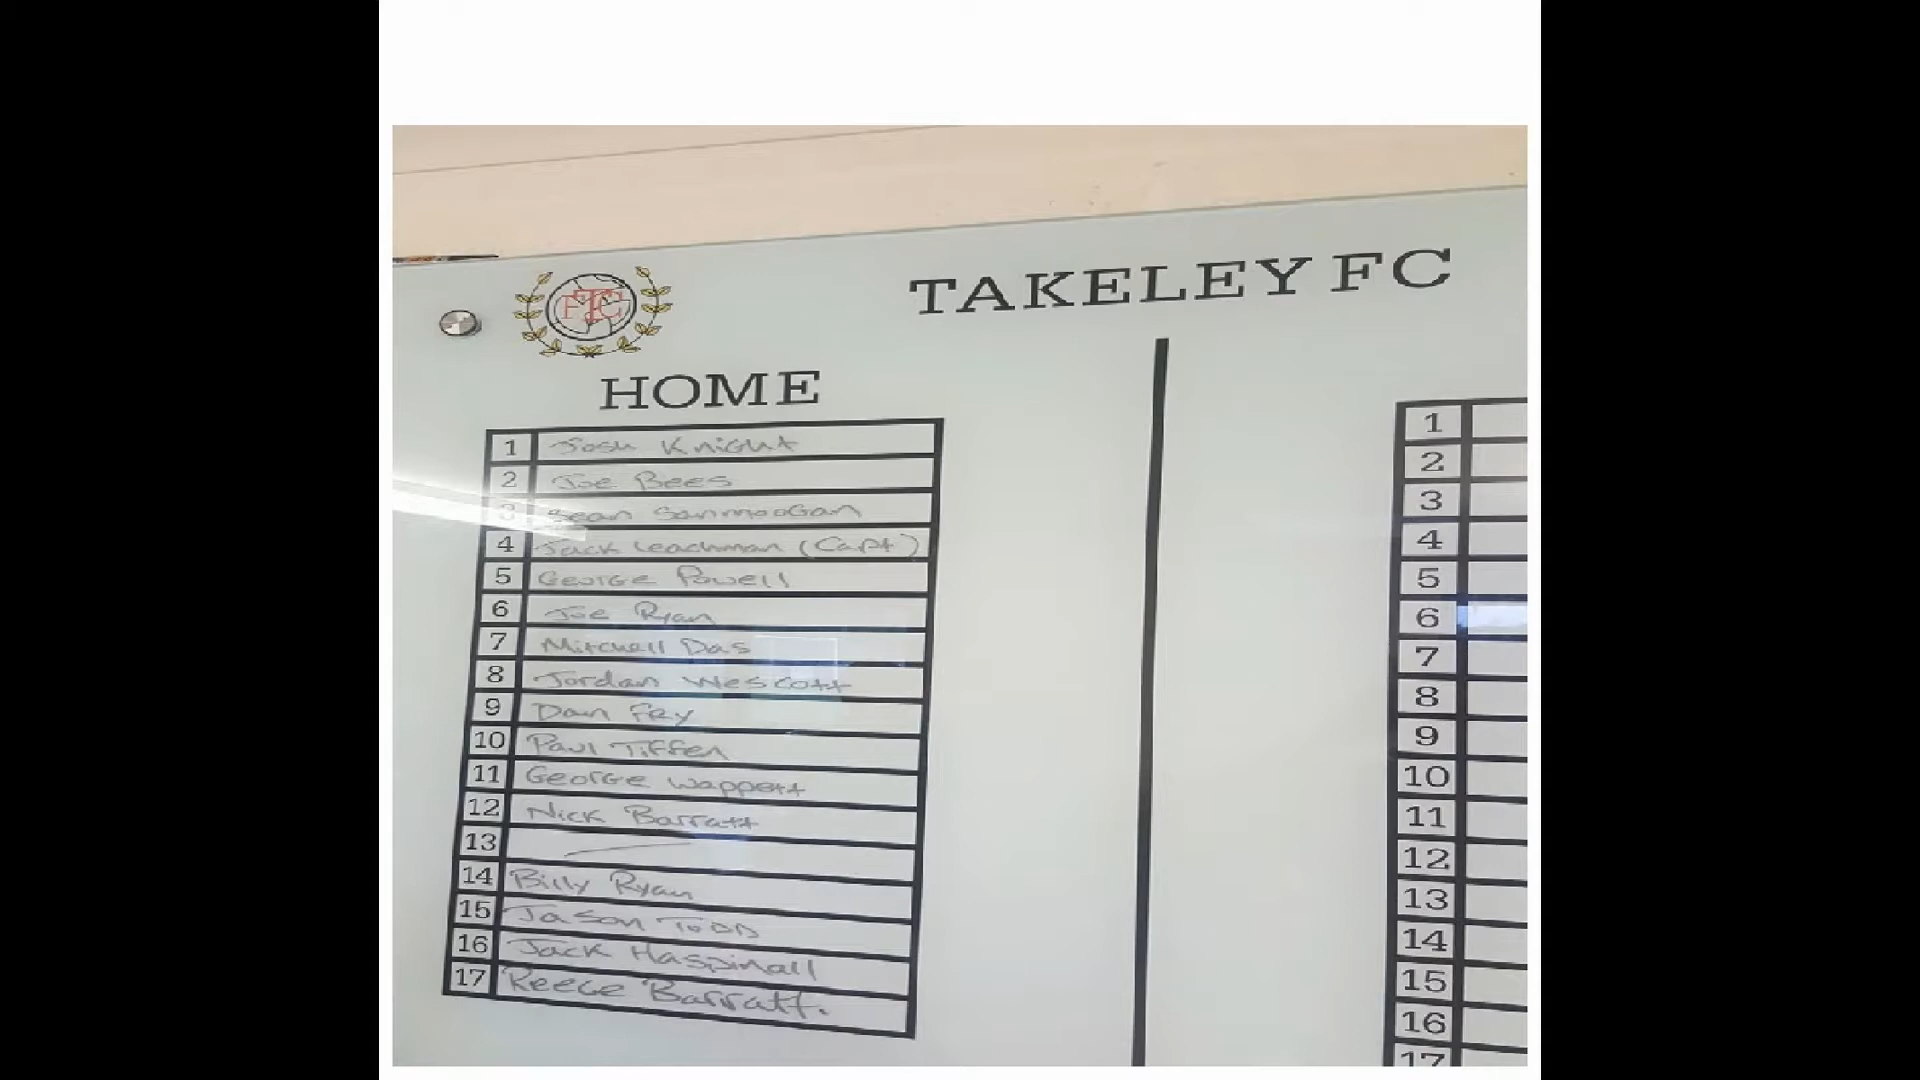 FTC
TAKELEY FC
HOME
1 Josh Knight
2 Joe Bees
3 Sean Sanmoogan
4 Jack Leachman (Capt)
5 George Powell
6 Joe Ryan
7 Mitchell Das
8 Jordan Wescott
9 Dan Fry
10 Paul Tiffen
11 George Wappett
12 Nick Barratt
13
14 Billy Ryan
15 Jason Todd
16 Jack Haspinall
17 Reece Barratt.
1
2
3
4
5
6
7
8
9
10
11
12
13
14
15
16
17